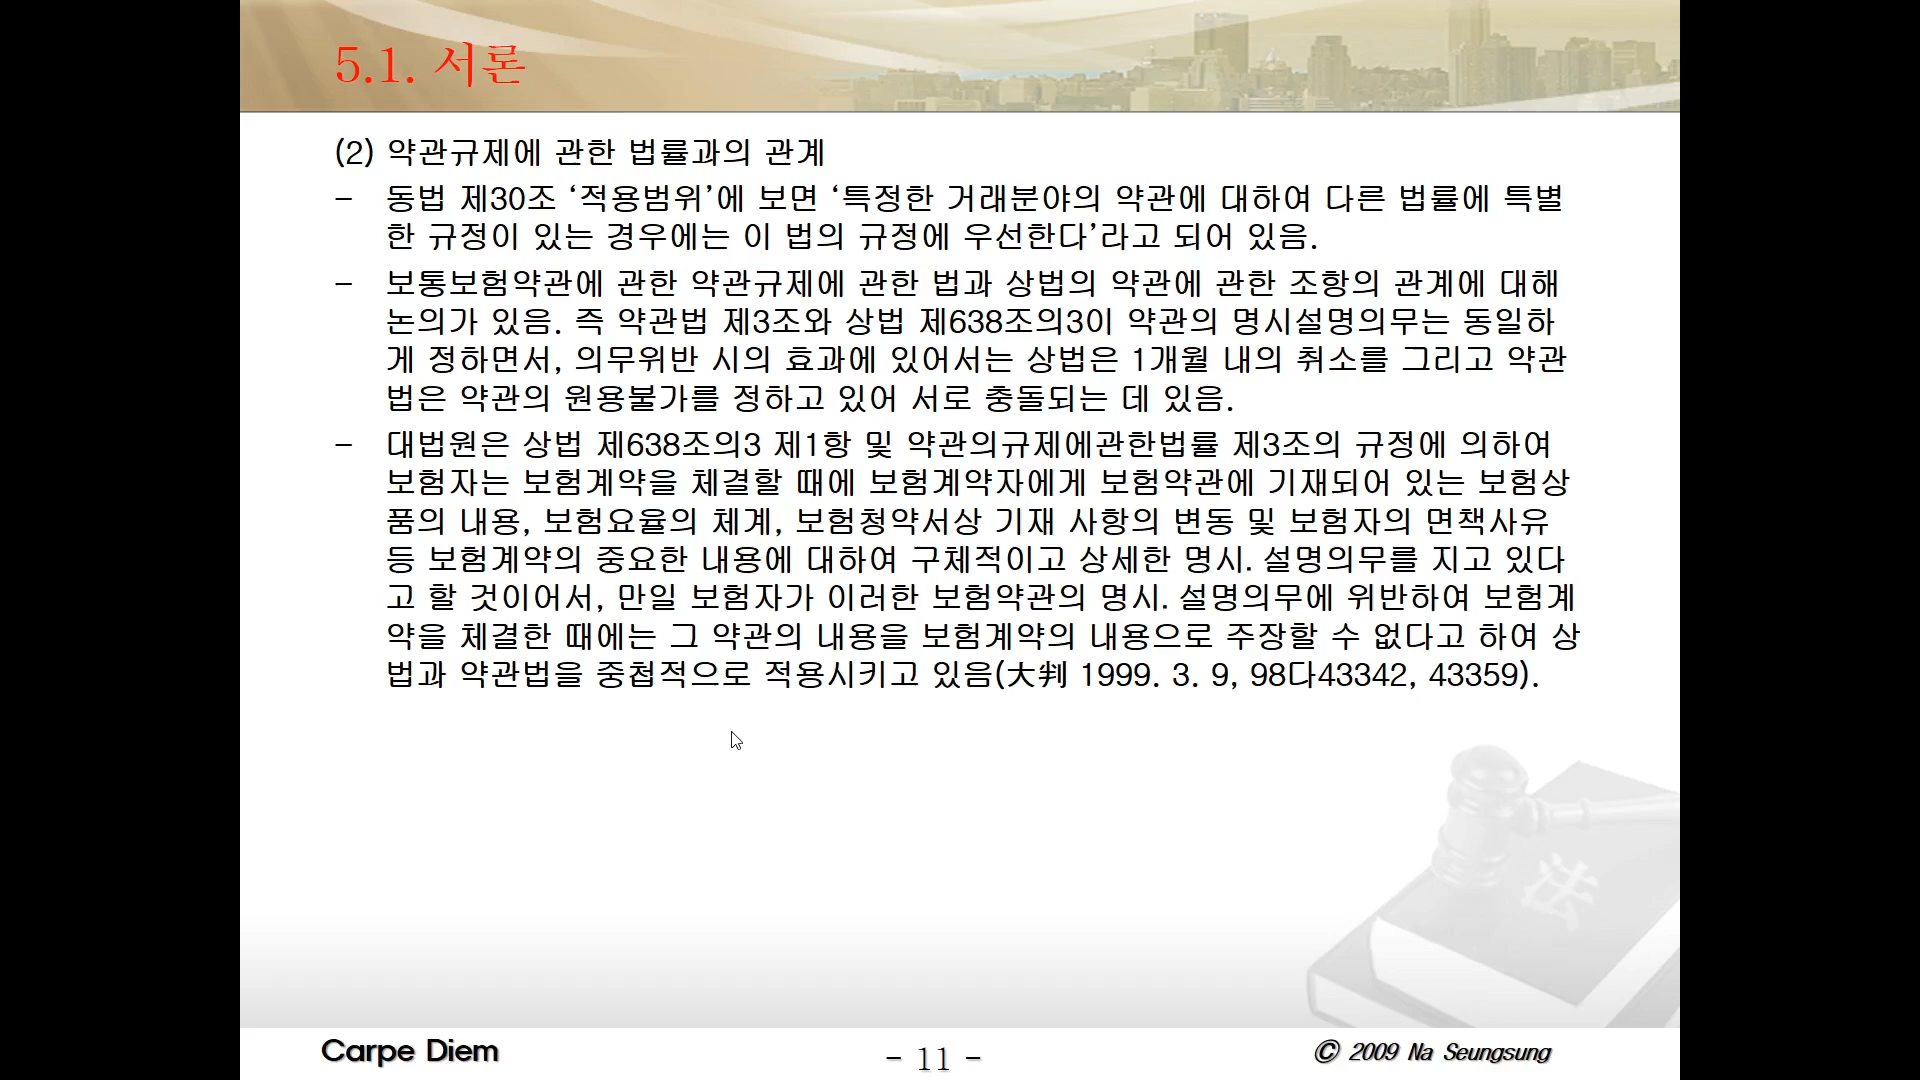 5.1. 서론
(2) 약관규제에 관한 법률과의 관계
- 동법 제30조 ‘적용범위’에 보면 ‘특정한 거래분야의 약관에 대하여 다른 법률에 특별
한 규정이 있는 경우에는 이 법의 규정에 우선한다’라고 되어 있음.
- 보통보험약관에 관한 약관규제에 관한 법과 상법의 약관에 관한 조항의 관계에 대해
논의가 있음. 즉 약관법 제3조와 상법 제638조의3이 약관의 명시설명의무는 동일하
게 정하면서, 의무위반 시의 효과에 있어서는 상법은 1개월 내의 취소를 그리고 약관
법은 약관의 원용불가를 정하고 있어 서로 충돌되는 데 있음.
- 대법원은 상법 제638조의3 제1항 및 약관의규제에관한법률 제3조의 규정에 의하여
보험자는 보험계약을 체결할 때에 보험계약자에게 보험약관에 기재되어 있는 보험상
품의 내용, 보험요율의 체계, 보험청약서상 기재 사항의 변동 및 보험자의 면책사유
등 보험계약의 중요한 내용에 대하여 구체적이고 상세한 명시. 설명의무를 지고 있다
고 할 것이어서, 만일 보험자가 이러한 보험약관의 명시. 설명의무에 위반하여 보험계
약을 체결한 때에는 그 약관의 내용을 보험계약의 내용으로 주장할 수 없다고 하여 상
법과 약관법을 중첩적으로 적용시키고 있음(大判 1999. 3. 9, 98다43342, 43359).
法
Carpe Diem
- 11 -
© 2009 Na Seungsung